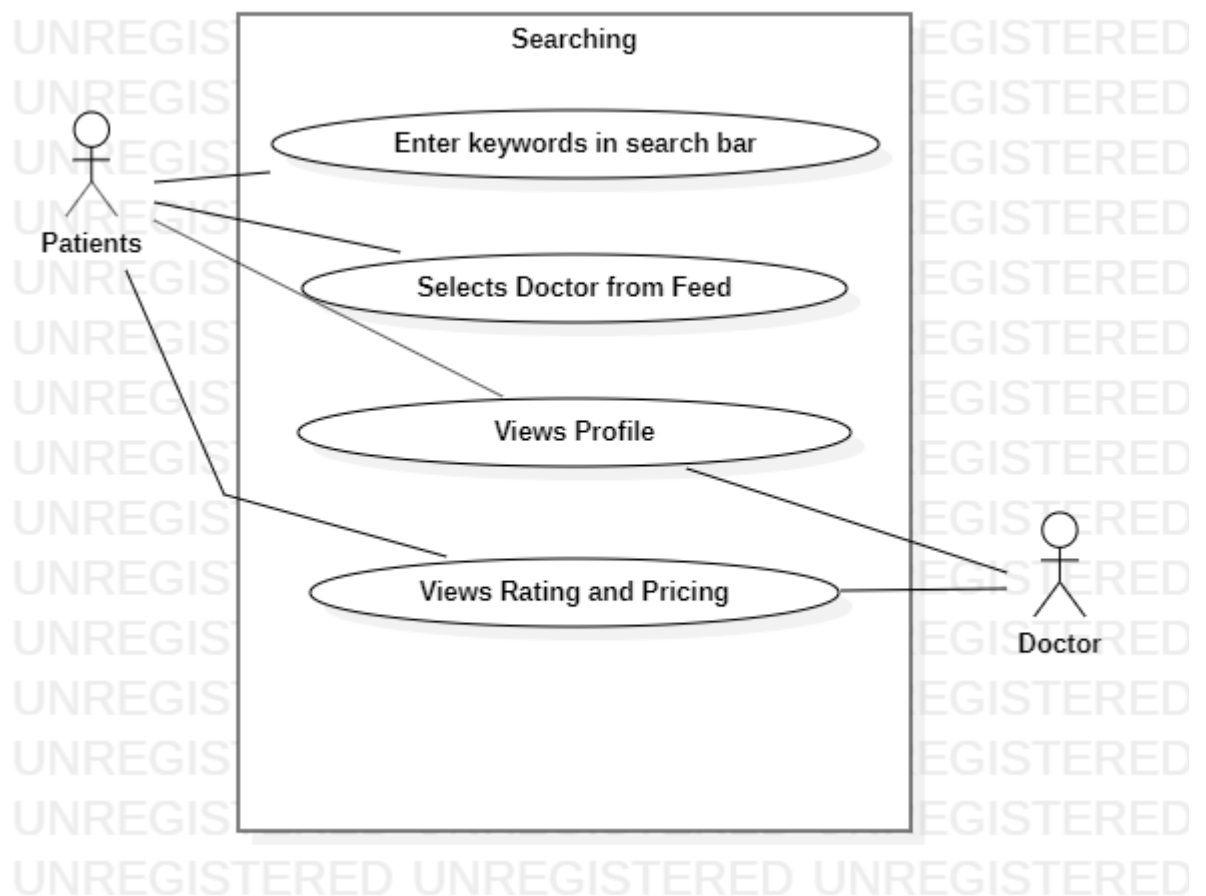 Searching
Enter keywords in search bar
Patients
Selects Doctor from Feed
Views Profile
Views Rating and Pricing
Doctor
UNREGISTERED UNREGISTERED UNREGISTERED